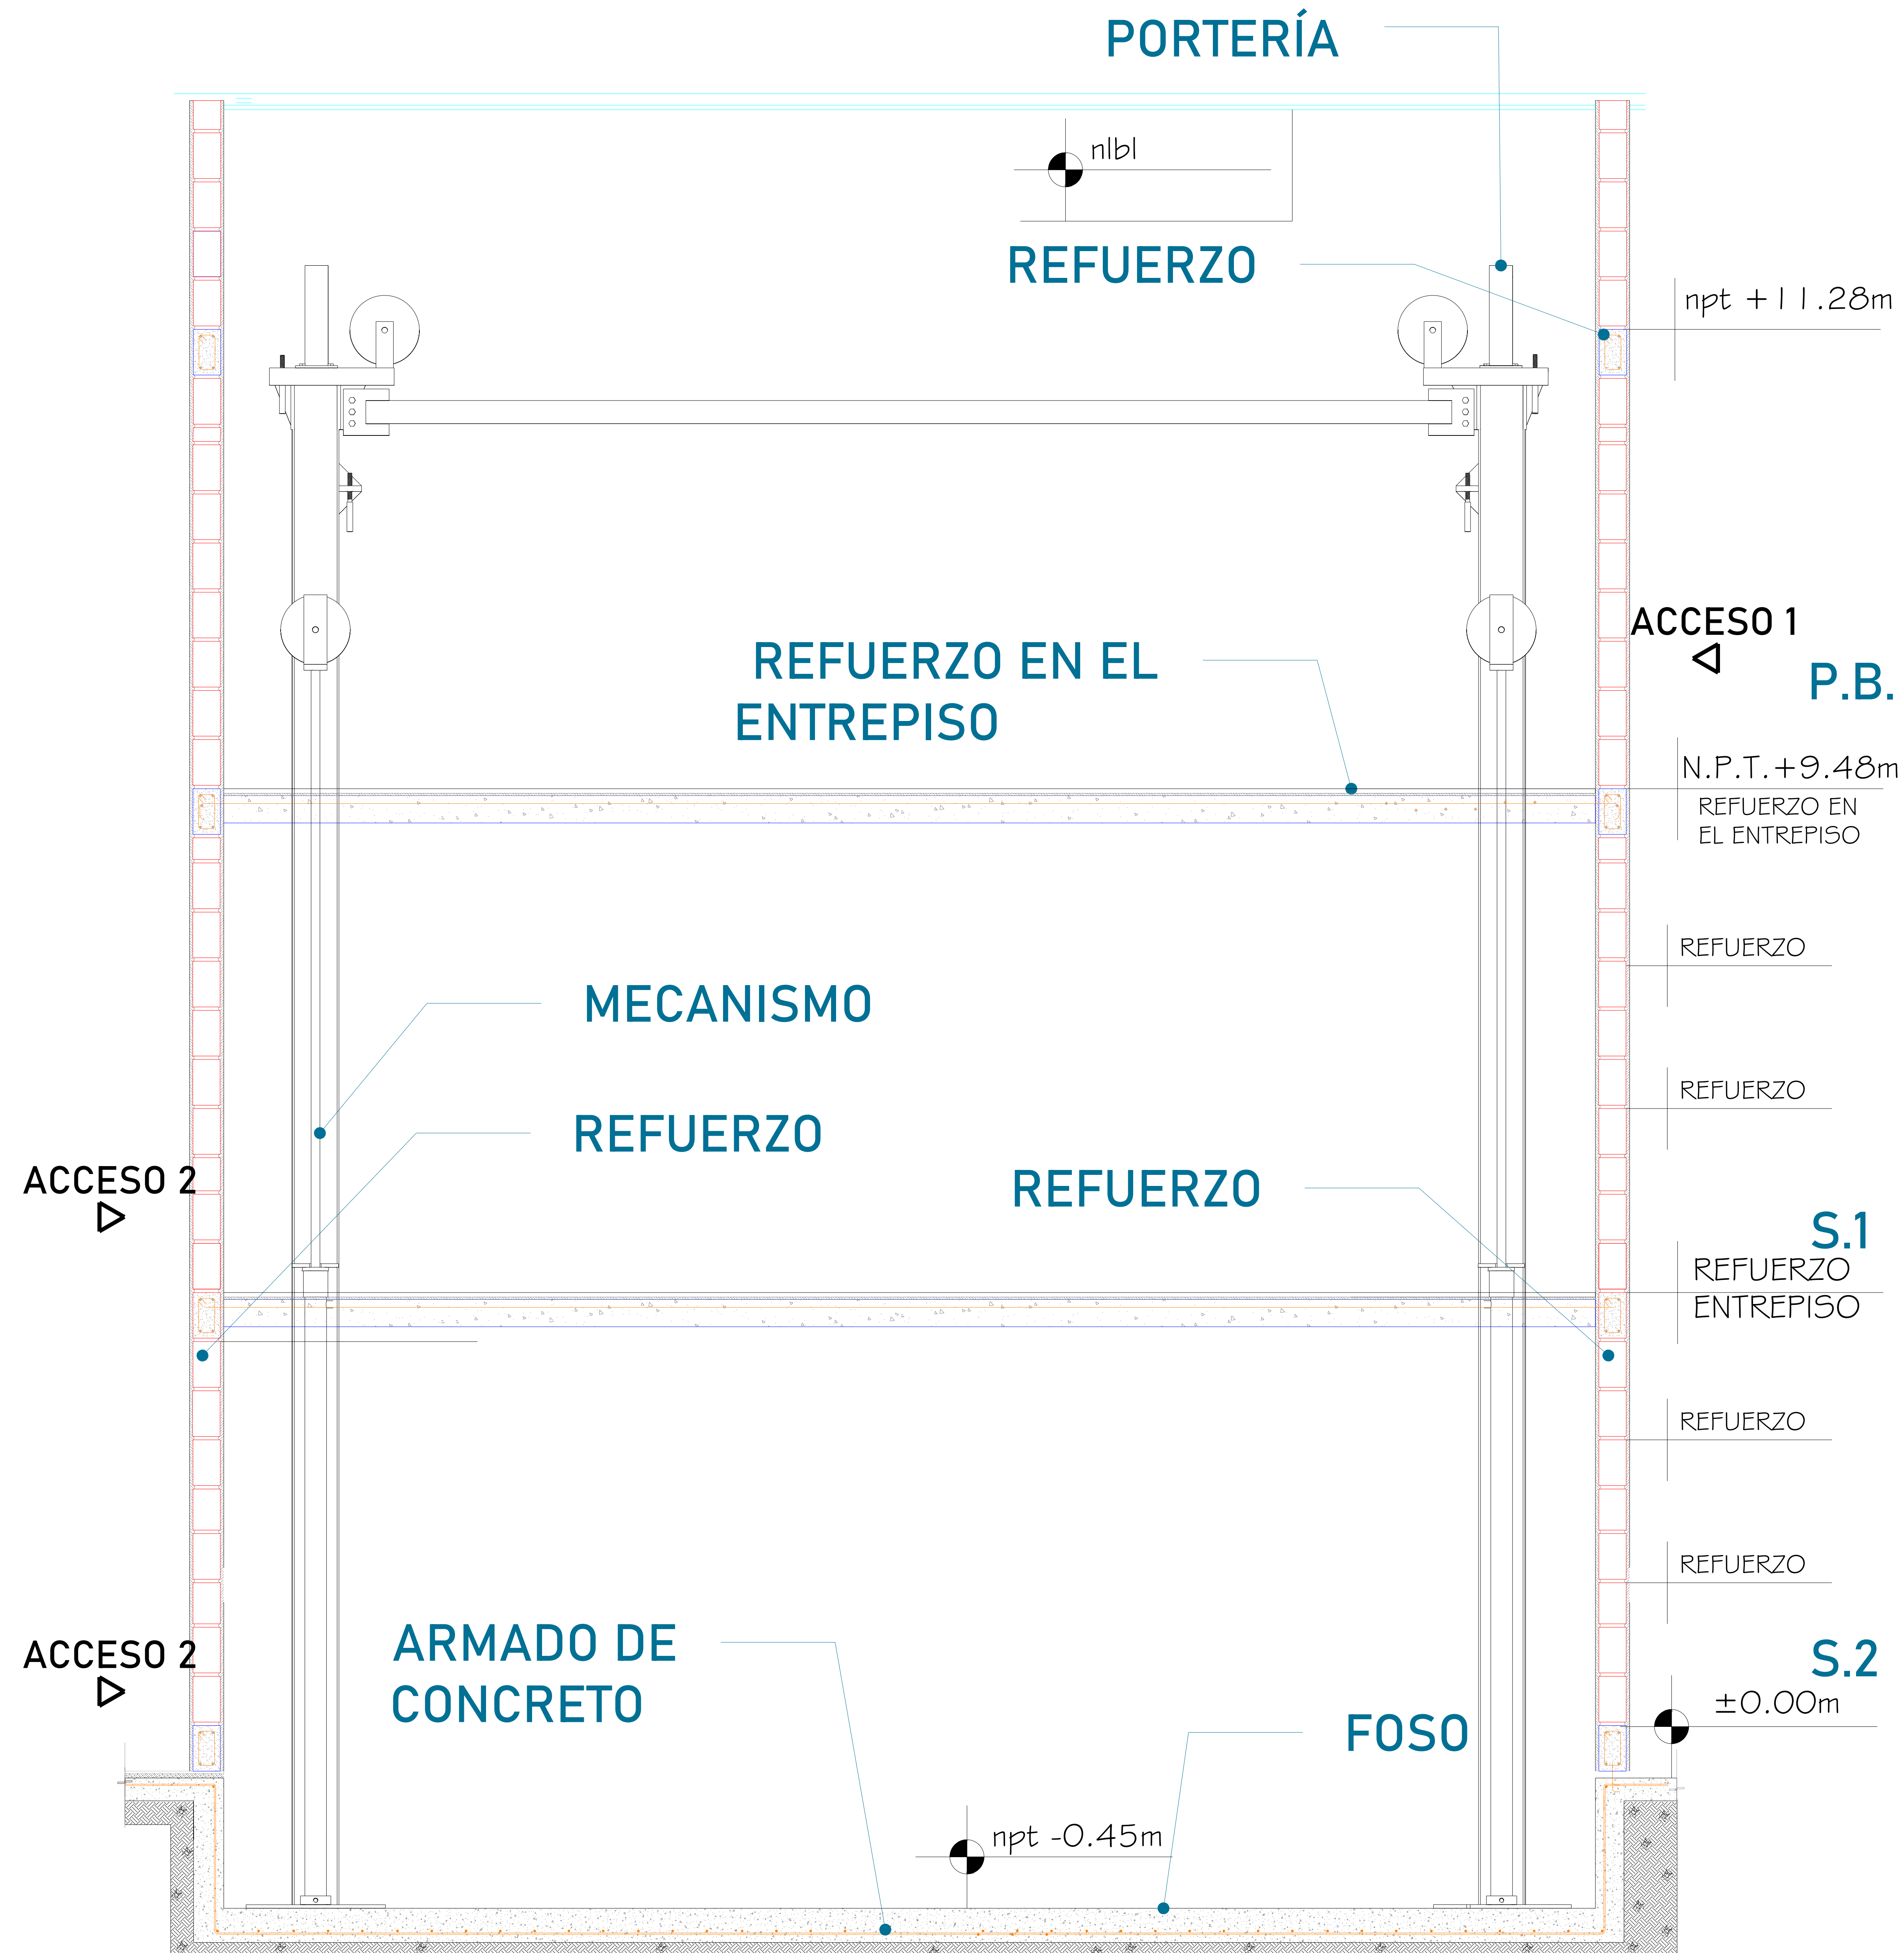 PORTERÍA
nlbl
REFUERZO
npt +11.28m
ACCESO 1
P.B.
REFUERZO EN EL
ENTREPISO
N.P.T.+9.48m
REFUERZO EN
EL ENTREPISO
REFUERZO
MECANISMO
REFUERZO
REFUERZO
ACCESO 2
REFUERZO
S.1
REFUERZO
ENTREPISO
REFUERZO
REFUERZO
ACCESO 2
ARMADO DE
CONCRETO
S.2
±0.00m
FOSO
npt -0.45m